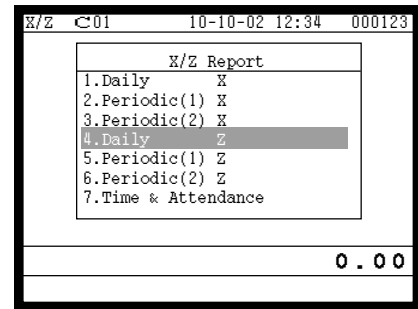 X/Z C01 10-10-02 12:34 000123
X/Z Report
1.Daily X
2.Periodic(1) X
3.Periodic(2) X
4.Daily Z
5.Periodic(1) Z
6.Periodic(2) Z
7.Time & Attendance
0.00